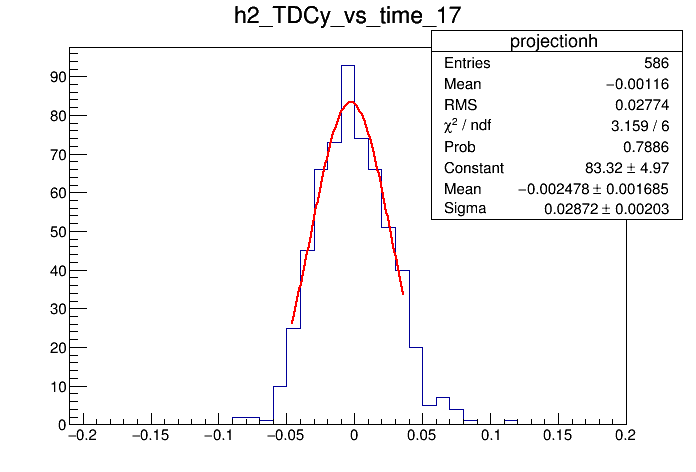 h2_TDCy_vs_time_17
projectionh
Entries 586
Mean −0.00116
RMS 0.02774
χ² / ndf 3.159 / 6
Prob 0.7886
Constant 83.32 ± 4.97
Mean −0.002478 ± 0.001685
Sigma 0.02872 ± 0.00203
90
80
70
60
50
40
30
20
10
0
−0.2 −0.15 −0.1 −0.05 0 0.05 0.1 0.15 0.2